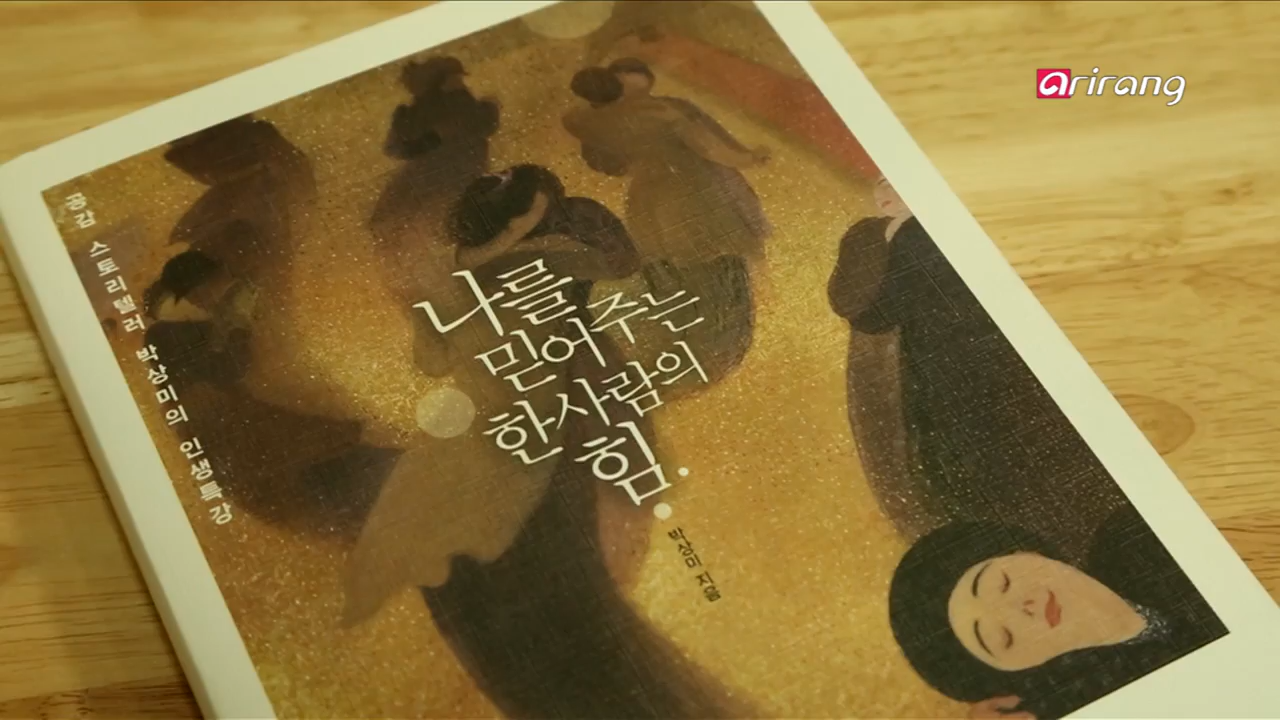 arirang
공감 스토리텔러 박상미의 인생특강
나를
믿어주는
한사람의
힘.
박상미 지음